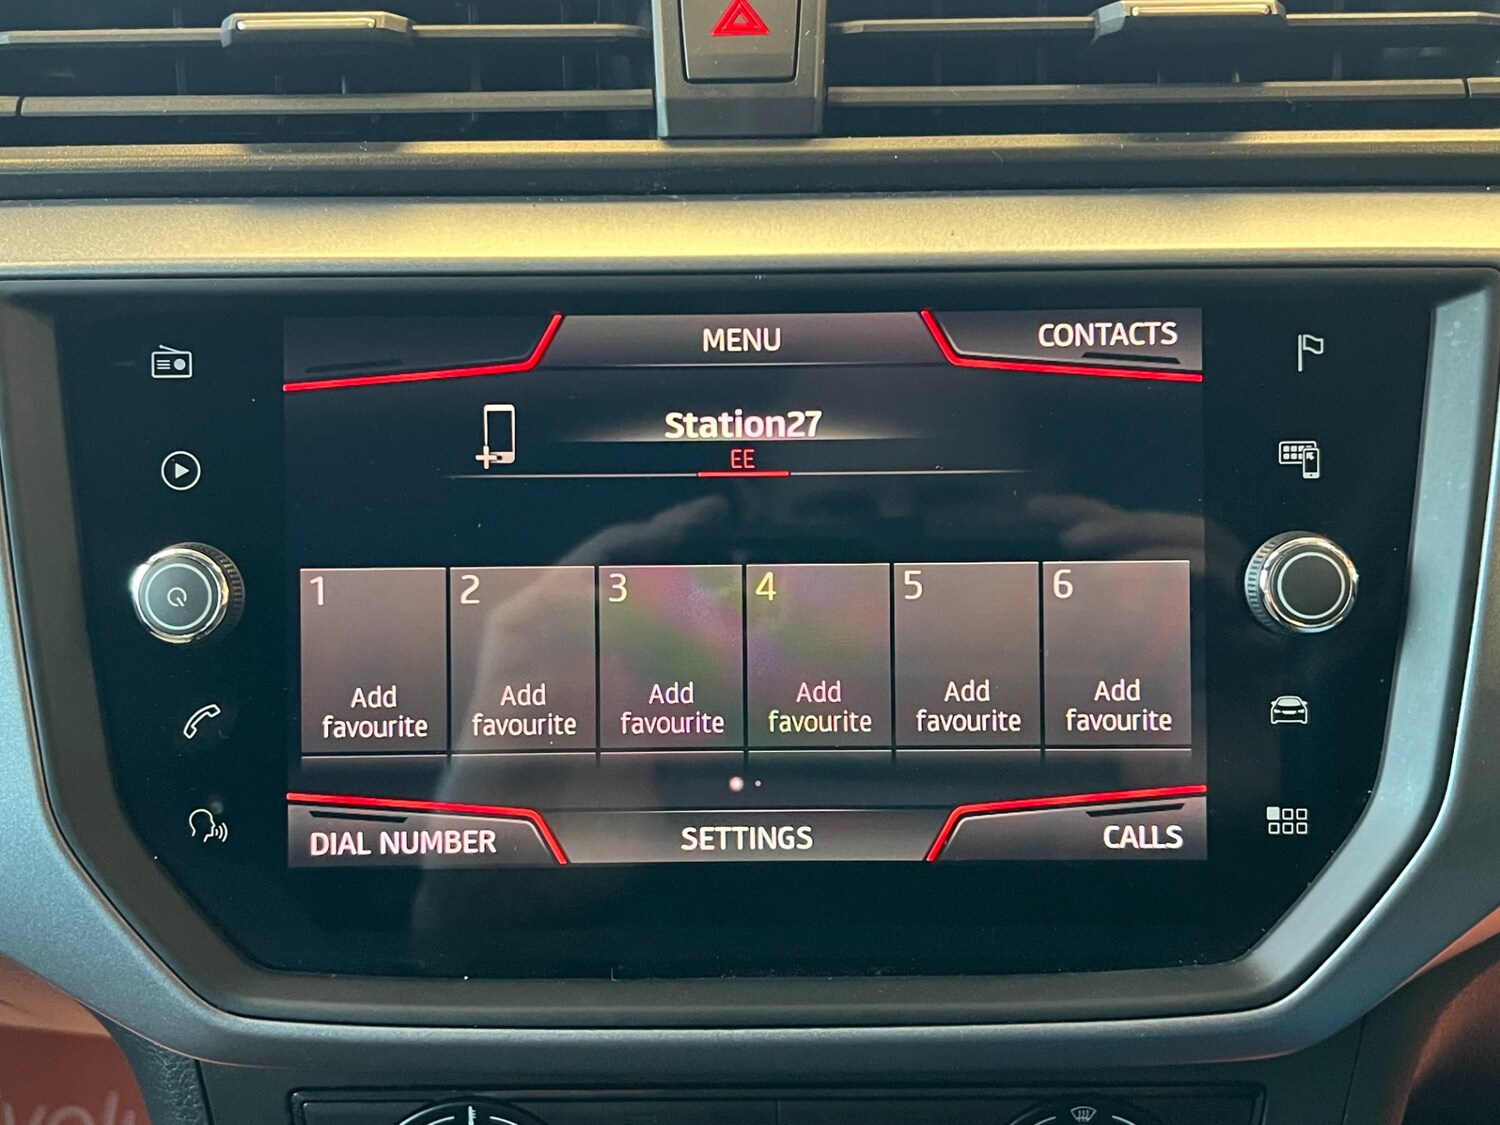 MENU
CONTACTS
Station27
EE
1
2
3
4
5
6
Add
favourite
Add
favourite
Add
favourite
Add
favourite
Add
favourite
Add
favourite
DIAL NUMBER
SETTINGS
CALLS